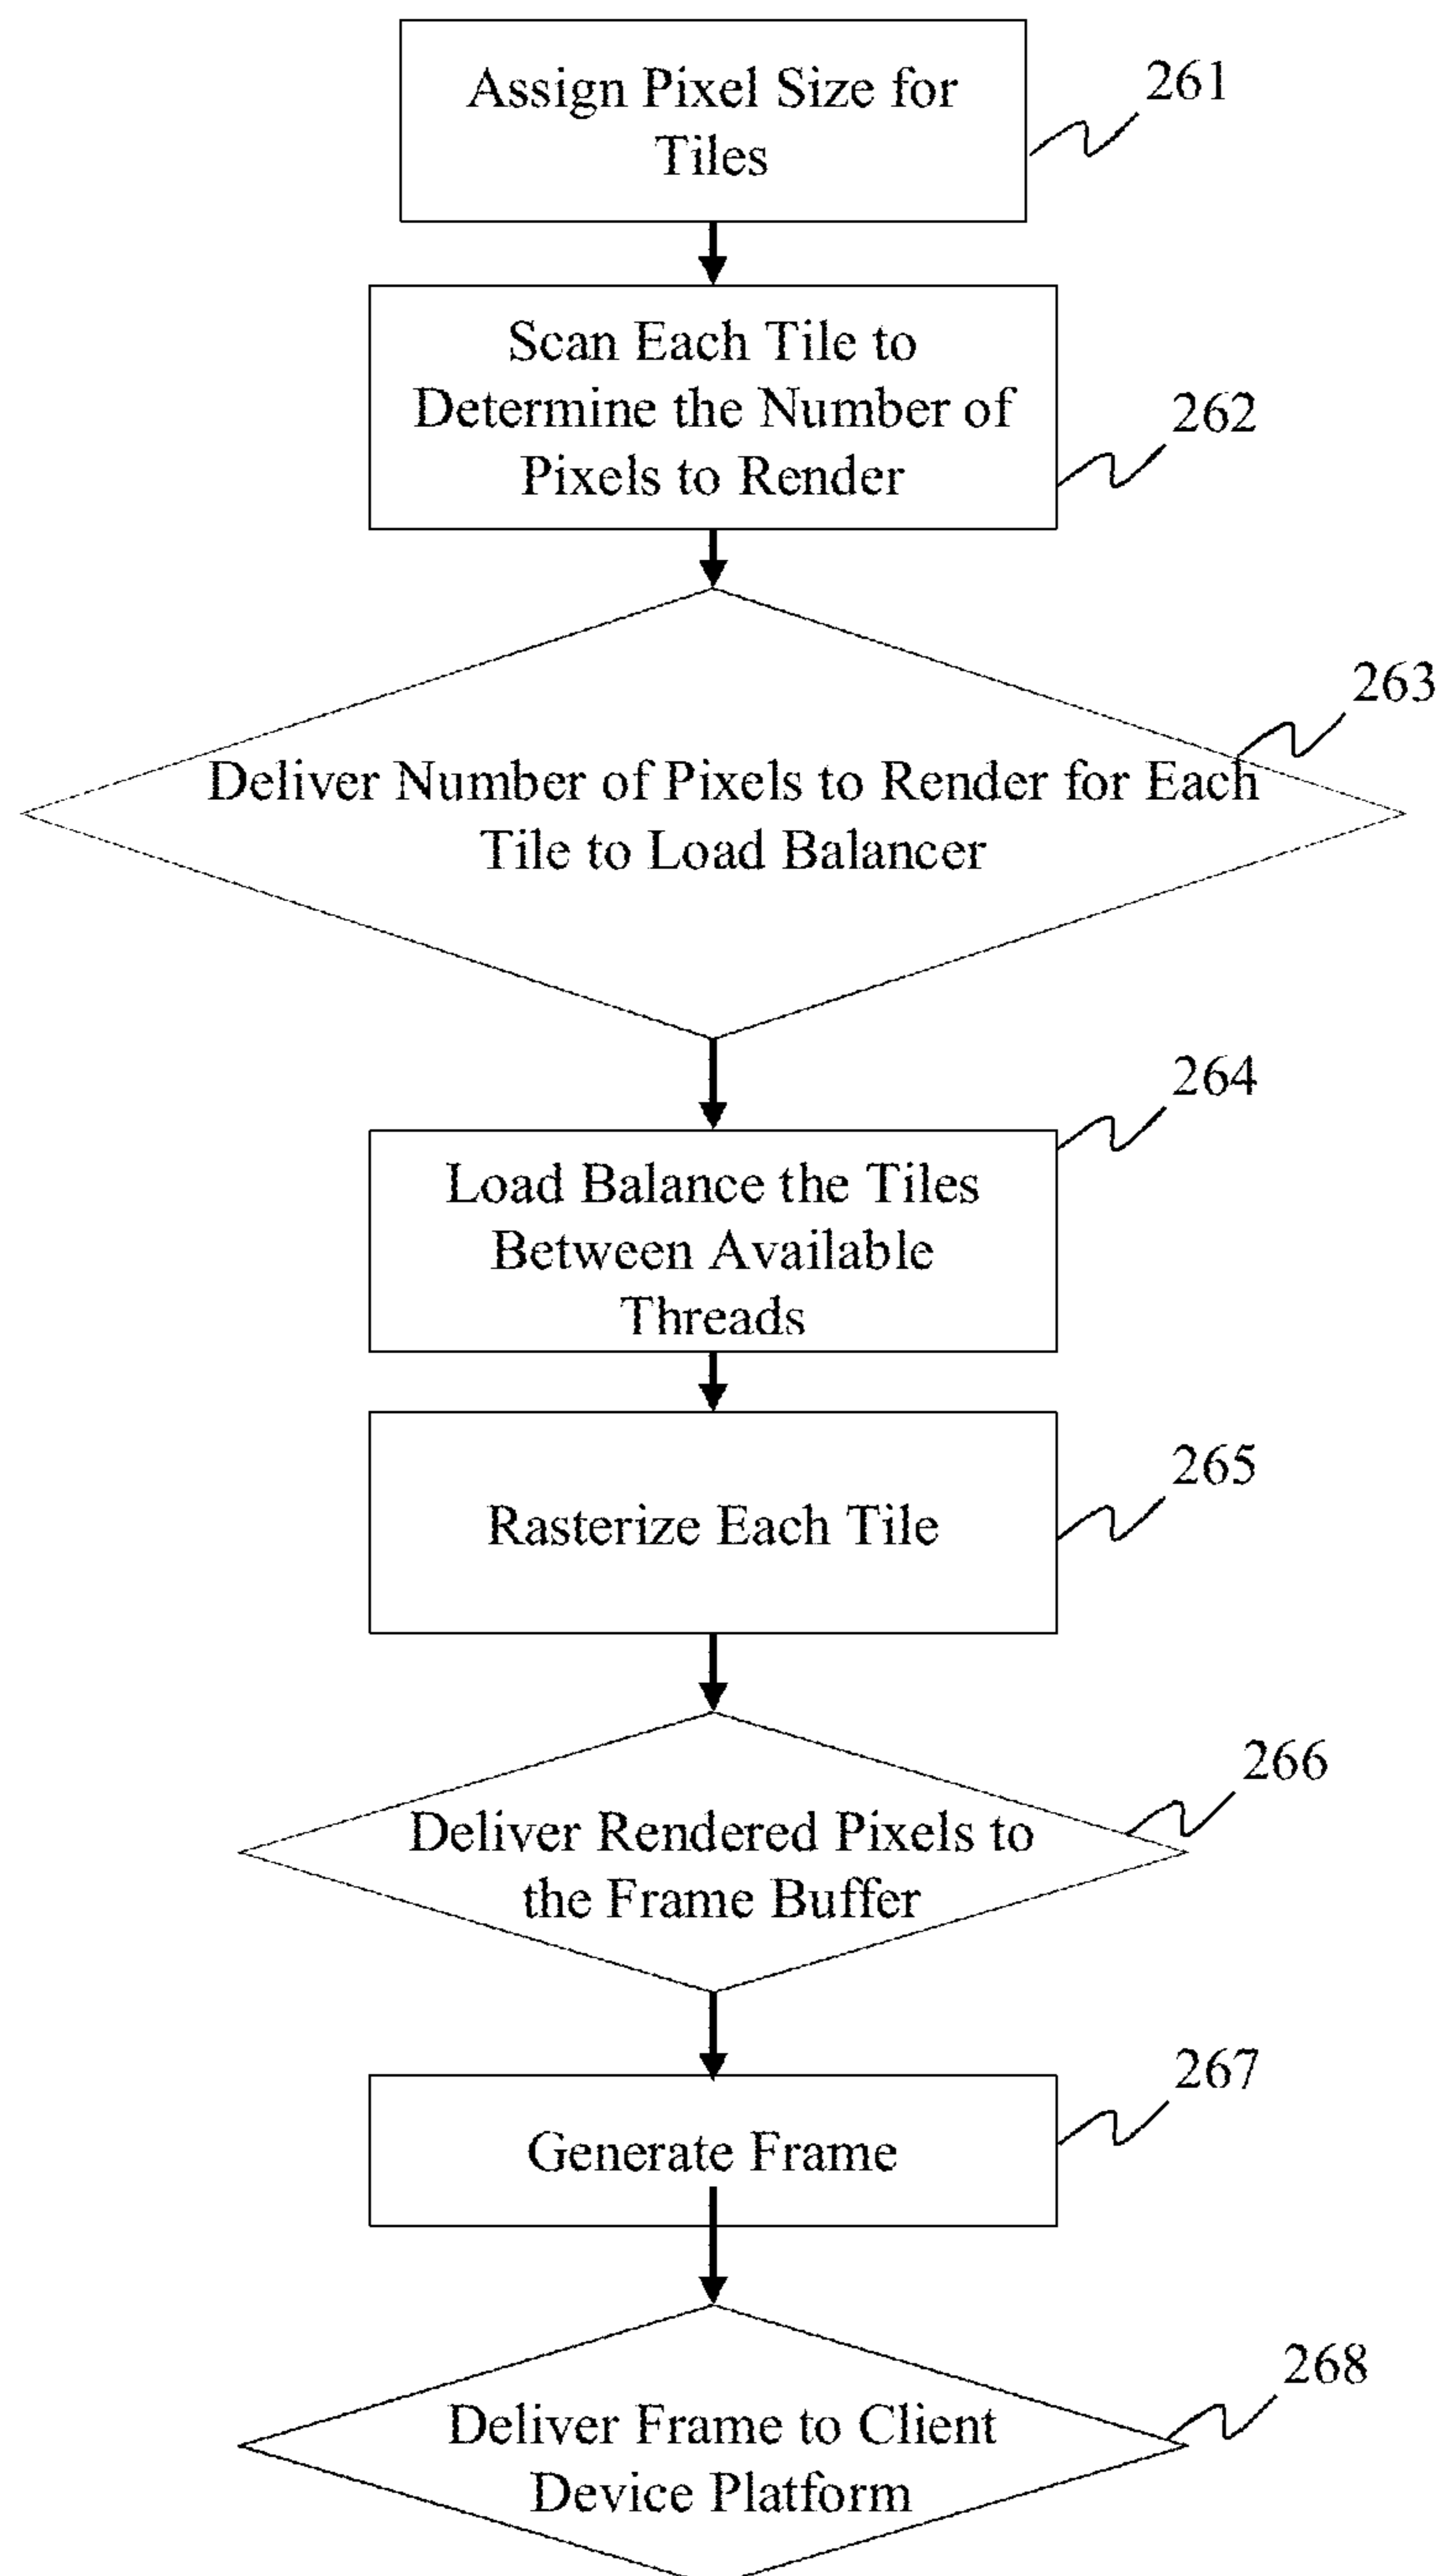 Assign Pixel Size for
Tiles
261
Scan Each Tile to
Determine the Number of
Pixels to Render
262
263
Deliver Number of Pixels to Render for Each
Tile to Load Balancer
264
Load Balance the Tiles
Between Available
Threads
265
Rasterize Each Tile
266
Deliver Rendered Pixels to
the Frame Buffer
267
Generate Frame
268
Deliver Frame to Client
Device Platform